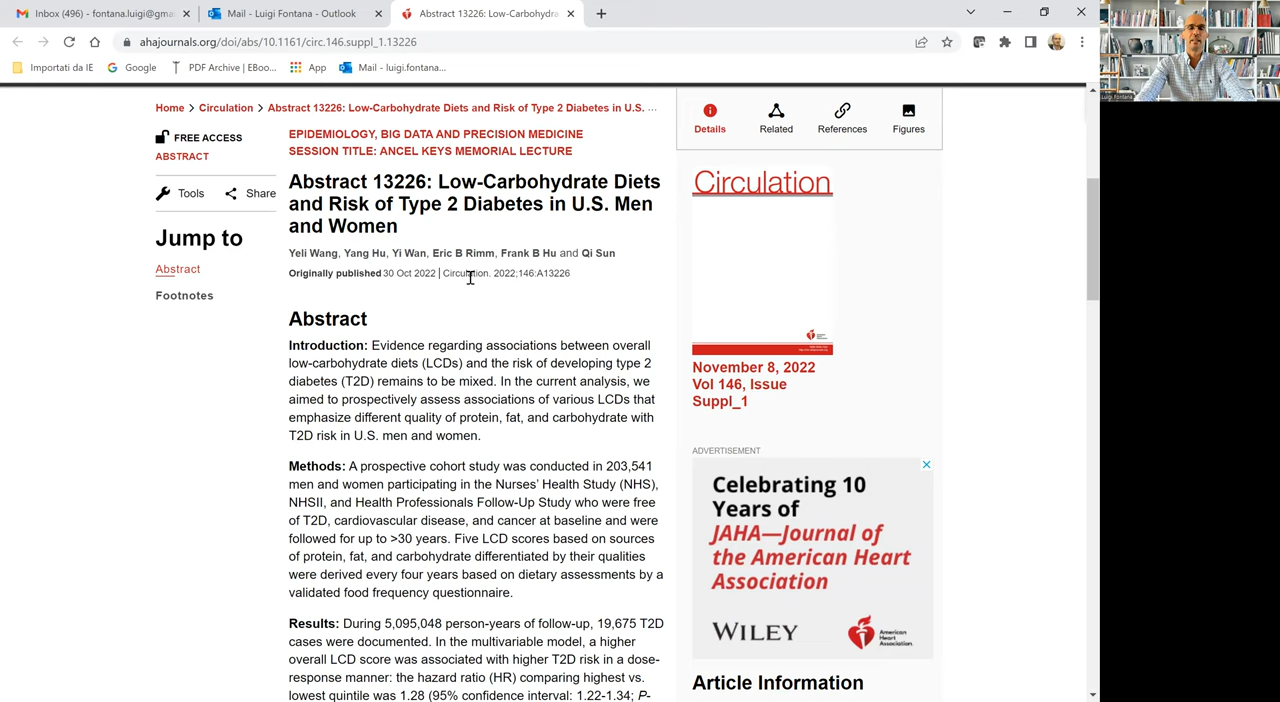 Inbox (496) - fontana.luigi@gma
Mail - Luigi Fontana - Outlook
Abstract 13226: Low-Carbohydra
ahajournals.org/doi/abs/10.1161/circ.146.suppl_1.13226
Importati da IE
Google
PDF Archive | EBoo...
App
Mail - luigi.fontana...
Luigi Fontana
Home > Circulation > Abstract 13226: Low-Carbohydrate Diets and Risk of Type 2 Diabetes in U.S. ...
FREE ACCESS
ABSTRACT
Tools
Share
Jump to
Abstract
Footnotes
EPIDEMIOLOGY, BIG DATA AND PRECISION MEDICINE
SESSION TITLE: ANCEL KEYS MEMORIAL LECTURE
Abstract 13226: Low-Carbohydrate Diets
and Risk of Type 2 Diabetes in U.S. Men
and Women
Yeli Wang, Yang Hu, Yi Wan, Eric B Rimm, Frank B Hu and Qi Sun
Originally published 30 Oct 2022 | Circulation. 2022;146:A13226
Abstract
Introduction: Evidence regarding associations between overall
low-carbohydrate diets (LCDs) and the risk of developing type 2
diabetes (T2D) remains to be mixed. In the current analysis, we
aimed to prospectively assess associations of various LCDs that
emphasize different quality of protein, fat, and carbohydrate with
T2D risk in U.S. men and women.
Methods: A prospective cohort study was conducted in 203,541
men and women participating in the Nurses' Health Study (NHS),
NHSII, and Health Professionals Follow-Up Study who were free
of T2D, cardiovascular disease, and cancer at baseline and were
followed for up to >30 years. Five LCD scores based on sources
of protein, fat, and carbohydrate differentiated by their qualities
were derived every four years based on dietary assessments by a
validated food frequency questionnaire.
Results: During 5,095,048 person-years of follow-up, 19,675 T2D
cases were documented. In the multivariable model, a higher
overall LCD score was associated with higher T2D risk in a dose-
response manner: the hazard ratio (HR) comparing highest vs.
lowest quintile was 1.28 (95% confidence interval: 1.22-1.34; P-
Details
Related
References
Figures
Circulation
November 8, 2022
Vol 146, Issue
Suppl_1
ADVERTISEMENT
Celebrating 10
Years of
JAHA—Journal of
the American Heart
Association
WILEY
American
Heart
Association.
Article Information